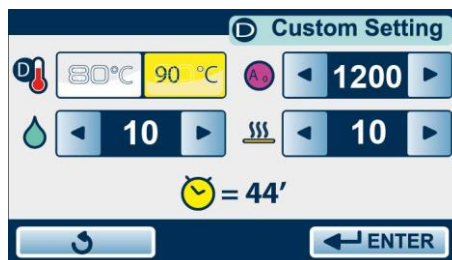 D Custom Setting
D 80°C 90 °C A₀ 1200
10 10
= 44′
ENTER